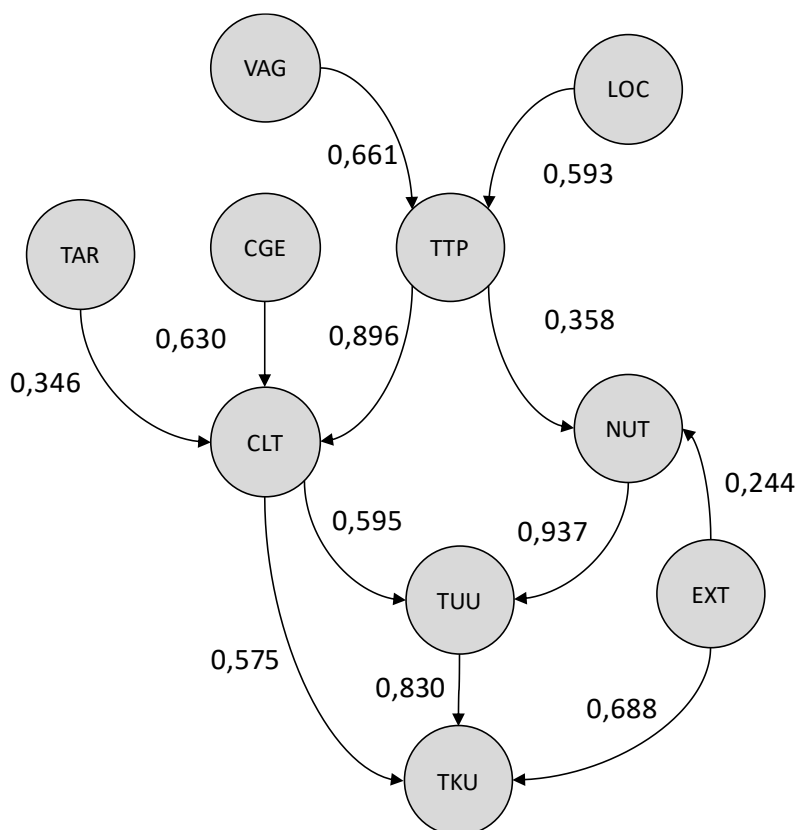 VAG
LOC
0,661
0,593
TAR
CGE
TTP
0,630
0,896
0,358
0,346
CLT
NUT
0,244
0,595
0,937
TUU
EXT
0,575
0,830
0,688
TKU